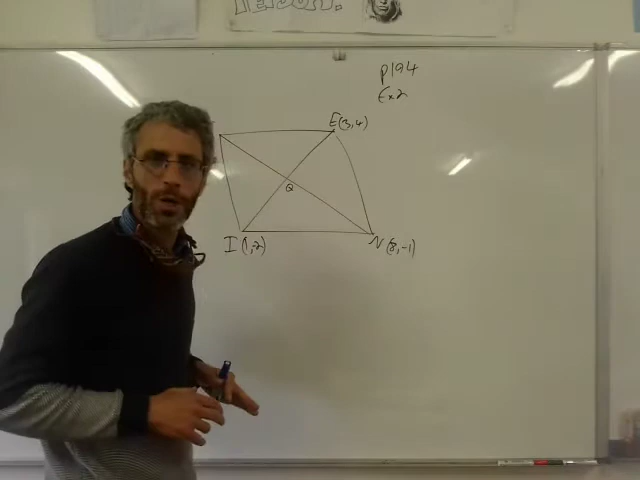 P194
Ex2
E(3,4)
Q
I(1,-2)
N(8,-1)